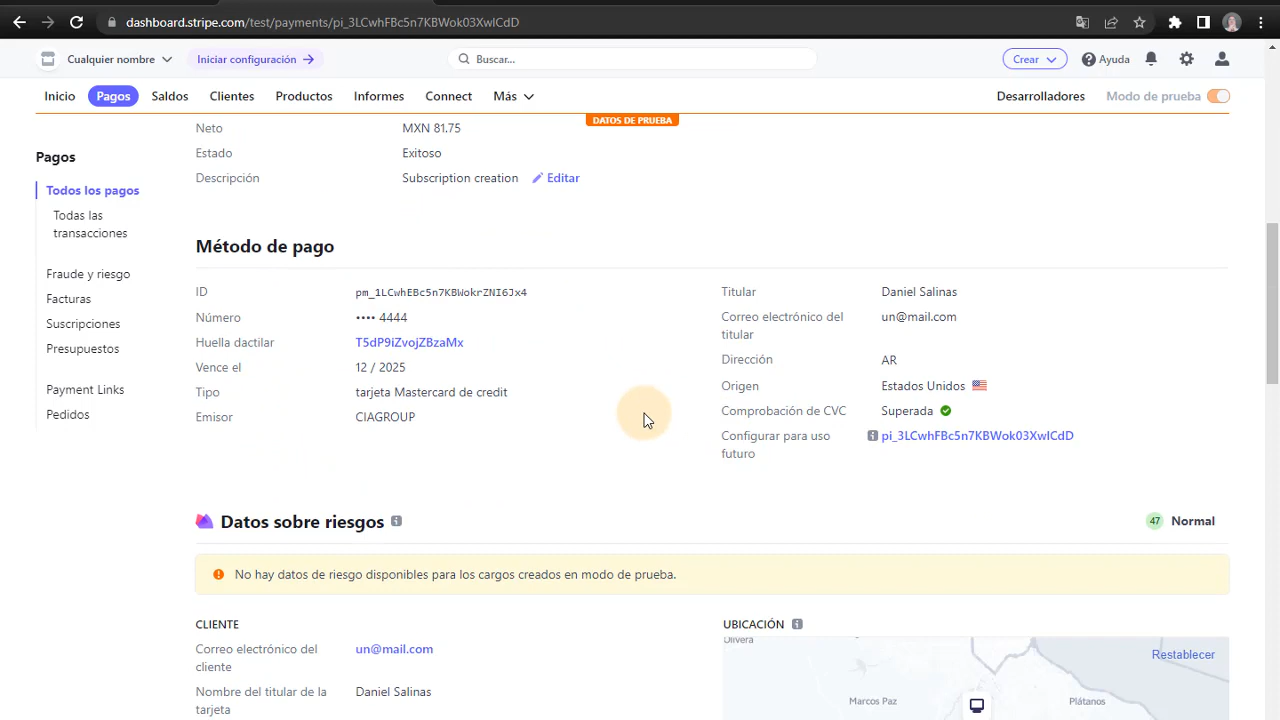 dashboard.stripe.com/test/payments/pi_3LCwhFBc5n7KBWok03XwICdD
Cualquier nombre
Iniciar configuración →
Buscar...
Crear
Ayuda
Inicio
Pagos
Saldos
Clientes
Productos
Informes
Connect
Más
Desarrolladores
Modo de prueba
DATOS DE PRUEBA
Pagos
Todos los pagos
Todas las
transacciones
Fraude y riesgo
Facturas
Suscripciones
Presupuestos
Payment Links
Pedidos
Neto MXN 81.75
Estado Exitoso
Descripción Subscription creation Editar
Método de pago
ID pm_1LCwhEBc5n7KBWokrZNI6Jx4
Número •••• 4444
Huella dactilar T5dP9iZvojZBzaMx
Vence el 12 / 2025
Tipo tarjeta Mastercard de credit
Emisor CIAGROUP
Titular Daniel Salinas
Correo electrónico del un@mail.com
titular
Dirección AR
Origen Estados Unidos
Comprobación de CVC Superada
Configurar para uso pi_3LCwhFBc5n7KBWok03XwICdD
futuro
Datos sobre riesgos
47 Normal
No hay datos de riesgo disponibles para los cargos creados en modo de prueba.
CLIENTE
Correo electrónico del un@mail.com
cliente
Nombre del titular de la Daniel Salinas
tarjeta
UBICACIÓN
Olivera
Restablecer
Marcos Paz
Plátanos